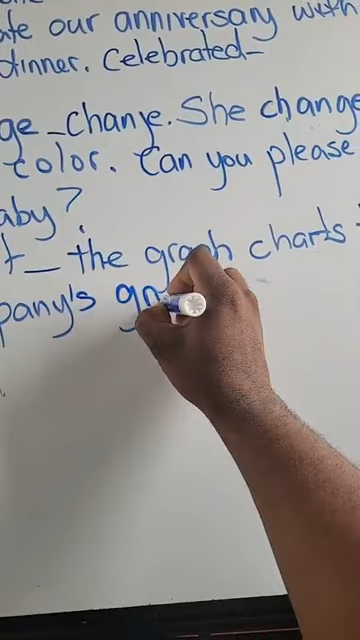 ate our anniversary with
dinner. Celebrated-
ge_change. She change
color. Can you please
aby?
t_ the graph charts
pany's gr